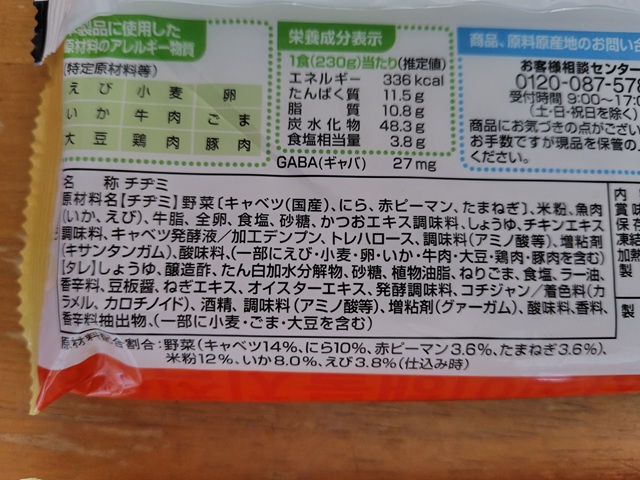 本製品に使用した
原材料のアレルギー物質
(特定原材料等)
えび 小麦 卵
いか 牛肉 ごま
大豆 鶏肉 豚肉
栄養成分表示
1食(230g)当たり(推定値)
エネルギー 336kcal
たんぱく質 11.5g
脂質 10.8g
炭水化物 48.3g
食塩相当量 3.8g
GABA(ギャバ) 27mg
商品、原料原産地のお問い合
お客様相談センター
0120-087-578
受付時間 9:00〜17:0
(土・日・祝日を除く)
商品にお気づきの点がござい
お手数ですが現品を保管の
ください。
名 称 チヂミ
原材料名【チヂミ】野菜〔キャベツ(国産)、にら、赤ピーマン、たまねぎ〕、米粉、魚肉
(いか、えび)、牛脂、全卵、食塩、砂糖、かつおエキス調味料、しょうゆ、チキンエキス
調味料、キャベツ発酵液/加工デンプン、トレハロース、調味料(アミノ酸等)、増粘剤
(キサンタンガム)、酸味料、(一部にえび・小麦・卵・いか・牛肉・大豆・鶏肉・豚肉を含む)
【タレ】しょうゆ、醸造酢、たん白加水分解物、砂糖、植物油脂、ねりごま、食塩、ラー油、
香辛料、豆板醤、ねぎエキス、オイスターエキス、発酵調味料、コチジャン/着色料(カ
ラメル、カロチノイド)、酒精、調味料(アミノ酸等)、増粘剤(グァーガム)、酸味料、香料、
香辛料抽出物、(一部に小麦・ごま・大豆を含む)
内
賞
保
凍
加
製
製
原材料配合割合:野菜(キャベツ14%、にら10%、赤ピーマン3.6%、たまねぎ3.6%)、
米粉12%、いか8.0%、えび3.8%(仕込み時)